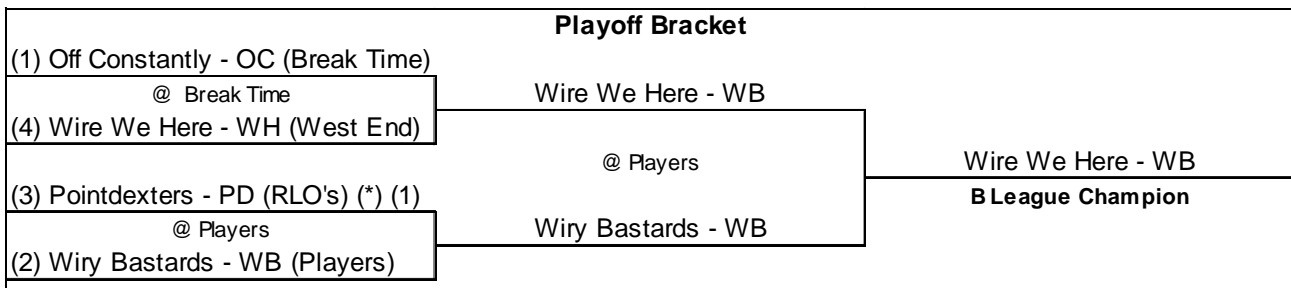 Playoff Bracket
(1) Off Constantly - OC (Break Time)
@ Break Time
Wire We Here - WB
(4) Wire We Here - WH (West End)
@ Players
Wire We Here - WB
(3) Pointdexters - PD (RLO's) (*) (1)
B League Champion
@ Players
Wiry Bastards - WB
(2) Wiry Bastards - WB (Players)